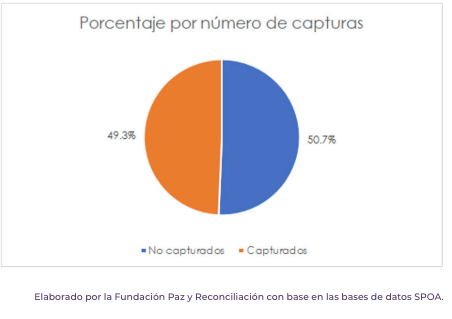 Porcentaje por número de capturas
49.3%
50.7%
No capturados Capturados
Elaborado por la Fundación Paz y Reconciliación con base en las bases de datos SPOA.